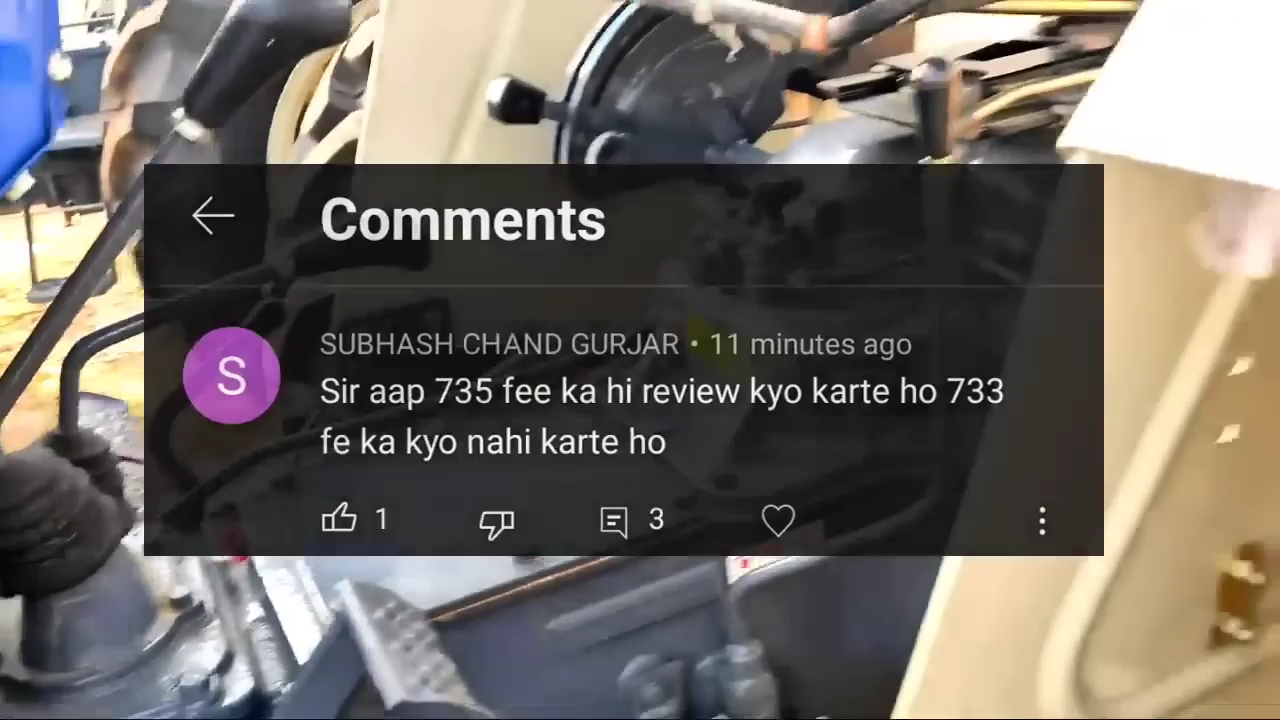 Comments
SUBHASH CHAND GURJAR • 11 minutes ago
S
Sir aap 735 fee ka hi review kyo karte ho 733
fe ka kyo nahi karte ho
1
3